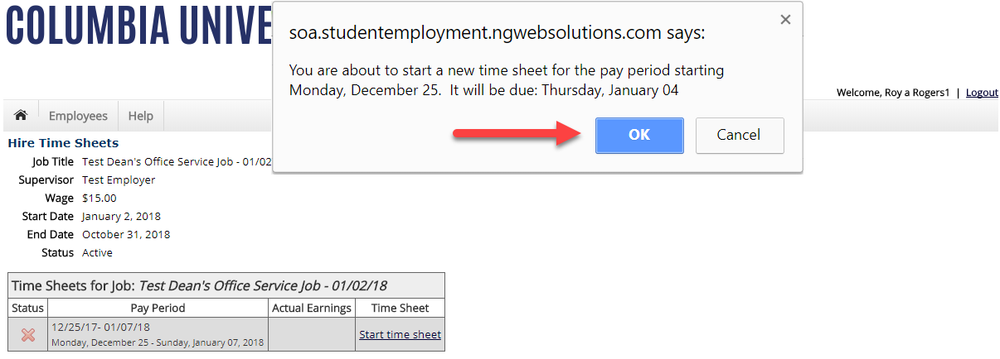 COLUMBIA UNIVE
soa.studentemployment.ngwebsolutions.com says:
You are about to start a new time sheet for the pay period starting
Monday, December 25.  It will be due: Thursday, January 04
OK Cancel
Welcome, Roy a Rogers1 | Logout
Employees Help
Hire Time Sheets
Job Title Test Dean's Office Service Job - 01/02
Supervisor Test Employer
Wage $15.00
Start Date January 2, 2018
End Date October 31, 2018
Status Active
Time Sheets for Job: Test Dean's Office Service Job - 01/02/18
Status Pay Period Actual Earnings Time Sheet
12/25/17- 01/07/18
Monday, December 25 - Sunday, January 07, 2018
Start time sheet